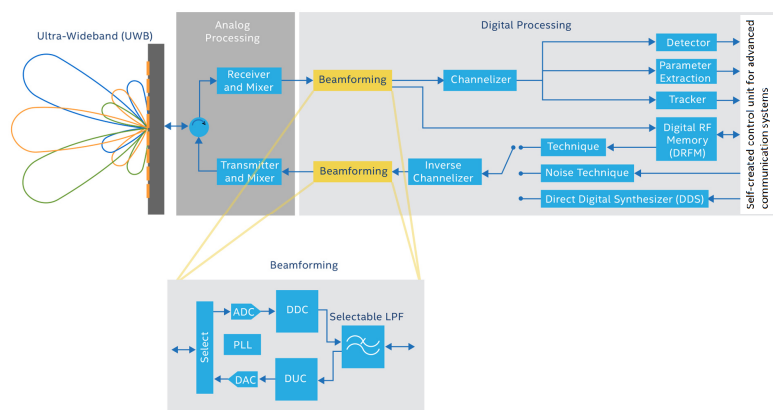 Ultra-Wideband (UWB)
Analog
Processing
Digital Processing
Receiver
and Mixer
Beamforming
Channelizer
Detector
Parameter
Extraction
Tracker
Digital RF
Memory
(DRFM)
Technique
Noise Technique
Direct Digital Synthesizer (DDS)
Transmitter
and Mixer
Beamforming
Inverse
Channelizer
Self-created control unit for advanced
communication systems
Beamforming
Select
ADC
DDC
Selectable LPF
PLL
DAC
DUC